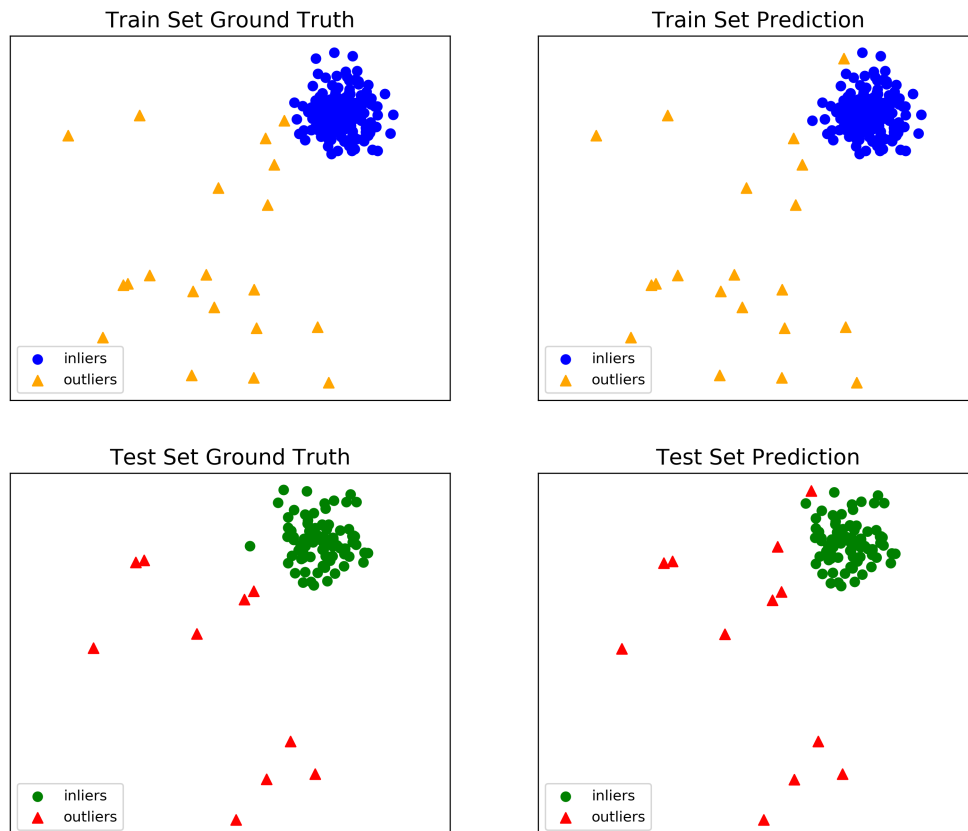 Train Set Ground Truth
Train Set Prediction
inliers
outliers
inliers
outliers
Test Set Ground Truth
Test Set Prediction
inliers
outliers
inliers
outliers